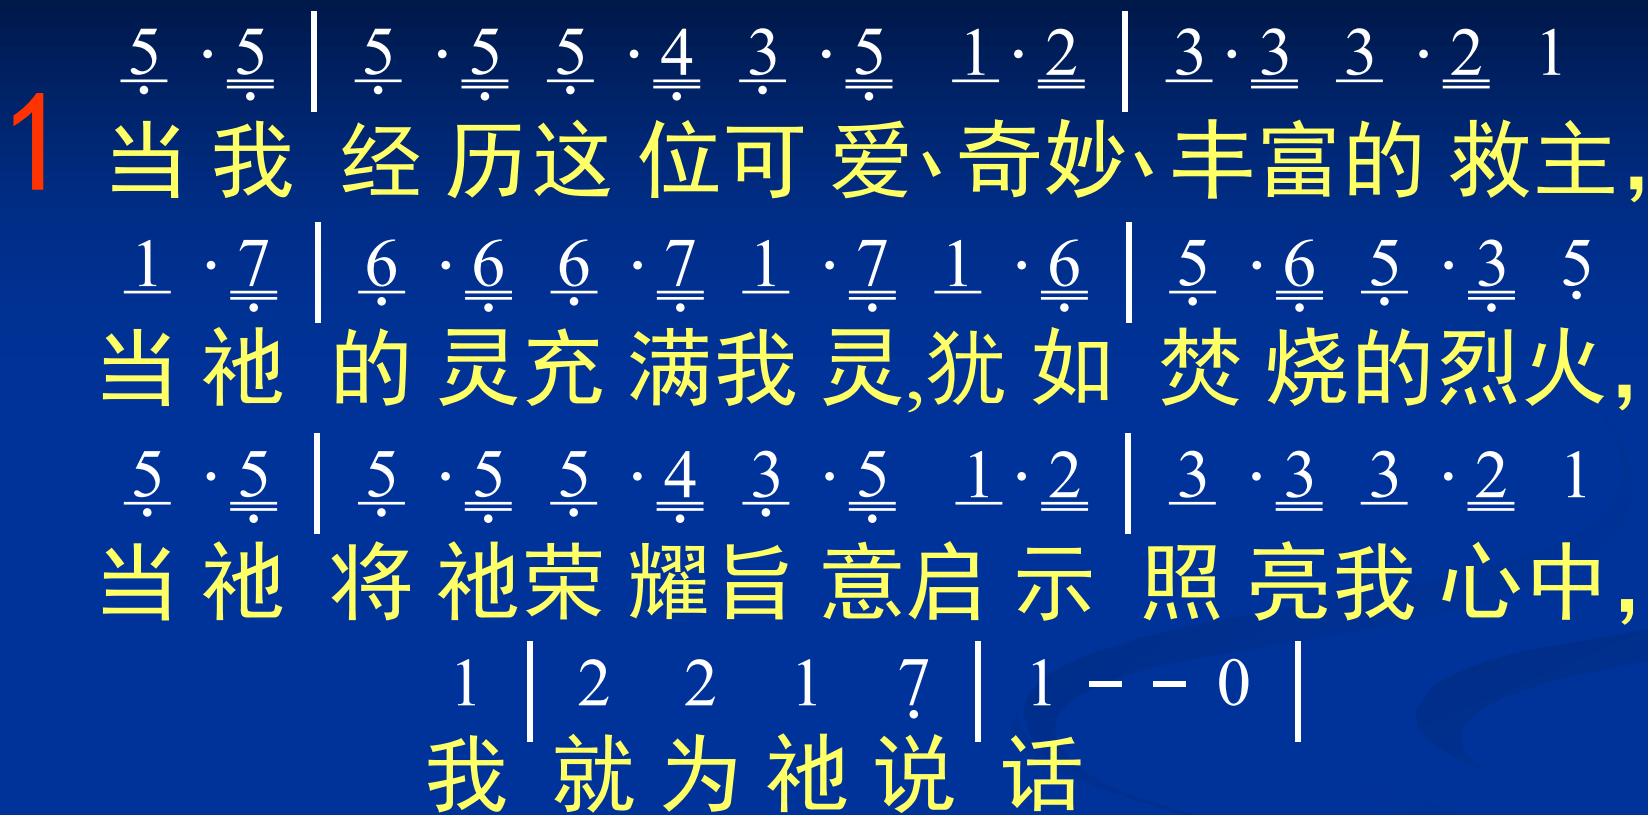 5 · 5 | 5 · 5 5 · 4 3 · 5 1 · 2 | 3 · 3 3 · 2 1
1 当我经历这位可爱、奇妙、丰富的救主,
1 · 7 | 6 · 6 6 · 7 1 · 7 1 · 6 | 5 · 6 5 · 3 5
当祂的灵充满我灵,犹如焚烧的烈火,
5 · 5 | 5 · 5 5 · 4 3 · 5 1 · 2 | 3 · 3 3 · 2 1
当祂将祂荣耀旨意启示照亮我心中,
1 | 2 2 1 7 | 1 – – 0 |
我就为祂说话